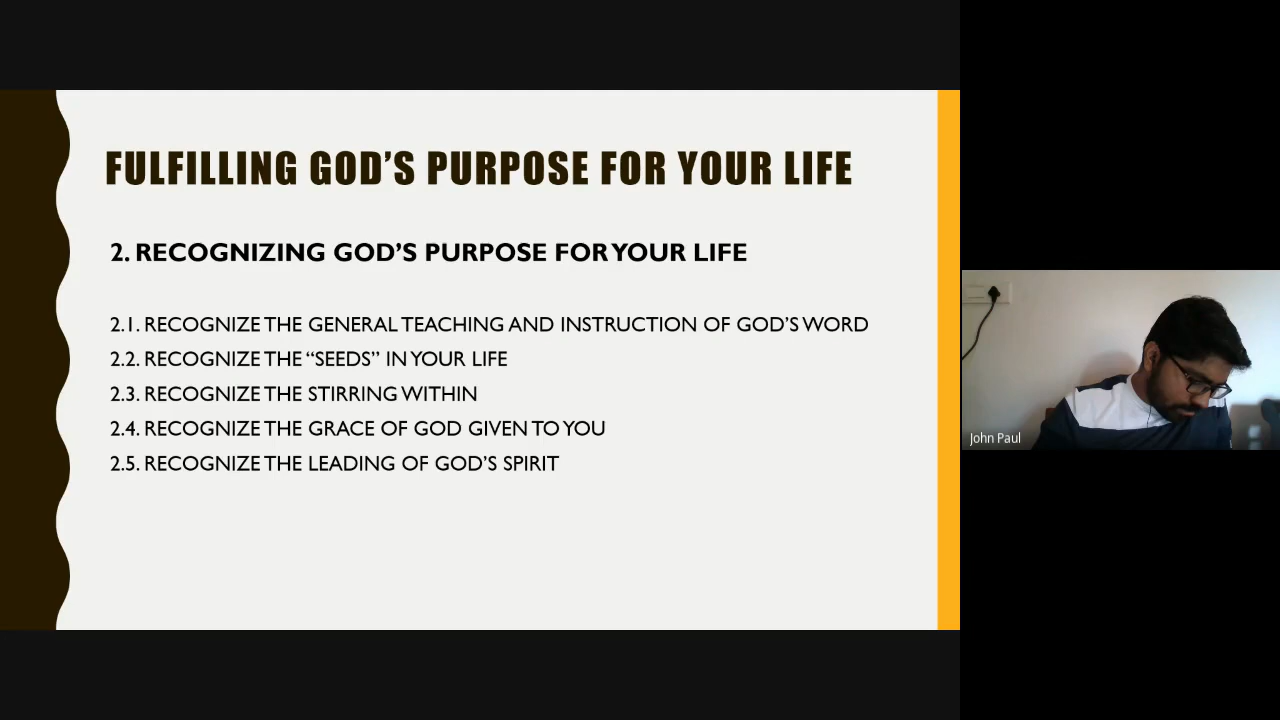 FULFILLING GOD'S PURPOSE FOR YOUR LIFE
2. RECOGNIZING GOD'S PURPOSE FOR YOUR LIFE
2.1. RECOGNIZE THE GENERAL TEACHING AND INSTRUCTION OF GOD'S WORD
2.2. RECOGNIZE THE “SEEDS” IN YOUR LIFE
2.3. RECOGNIZE THE STIRRING WITHIN
2.4. RECOGNIZE THE GRACE OF GOD GIVEN TO YOU
2.5. RECOGNIZE THE LEADING OF GOD'S SPIRIT
John Paul